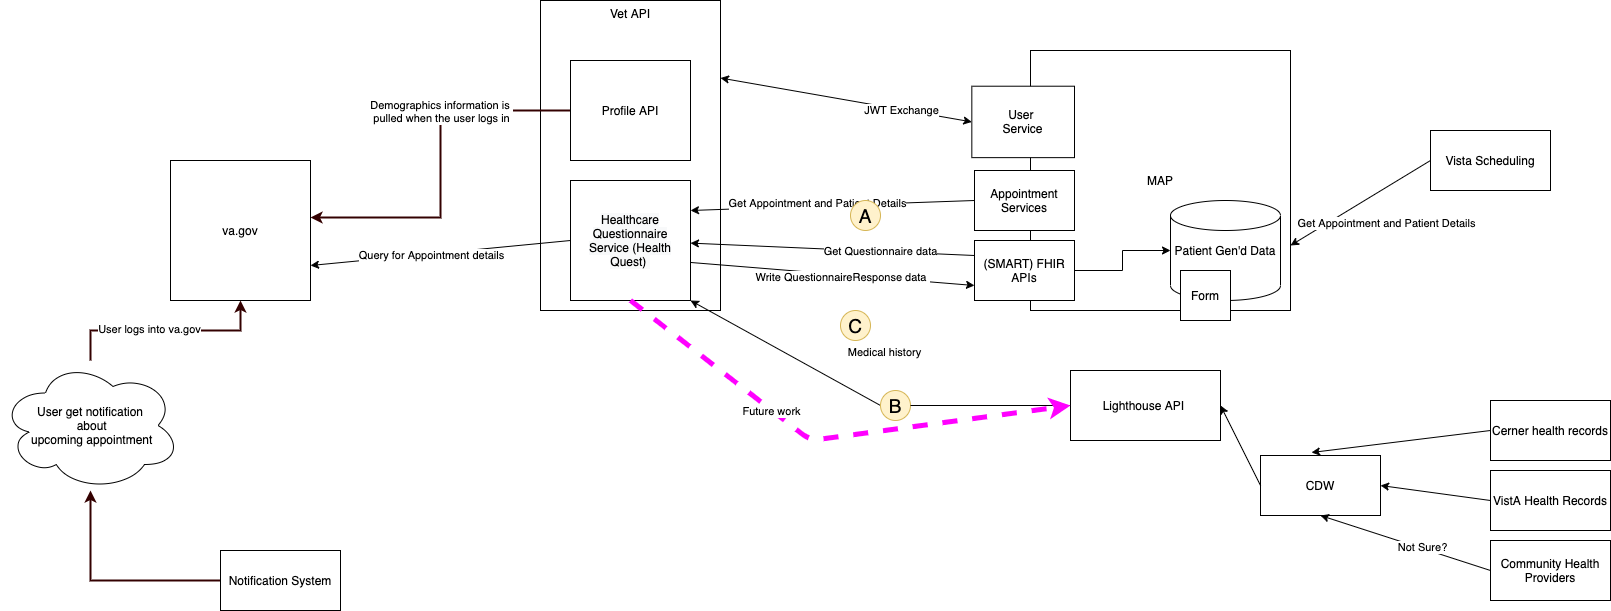 Vet API
Profile API
Demographics information is
pulled when the user logs in
JWT Exchange
User
Service
Vista Scheduling
MAP
Get Appointment and Patient Details
A
Appointment
Services
va.gov
Healthcare
Questionnaire
Service (Health
Quest)
Get Appointment and Patient Details
Query for Appointment details
Get Questionnaire data
(SMART) FHIR
APIs
Patient Gen'd Data
Write QuestionnaireResponse data
Form
User logs into va.gov
C
Medical history
B
Lighthouse API
Future work
User get notification
about
upcoming appointment
Cerner health records
CDW
VistA Health Records
Not Sure?
Community Health
Providers
Notification System